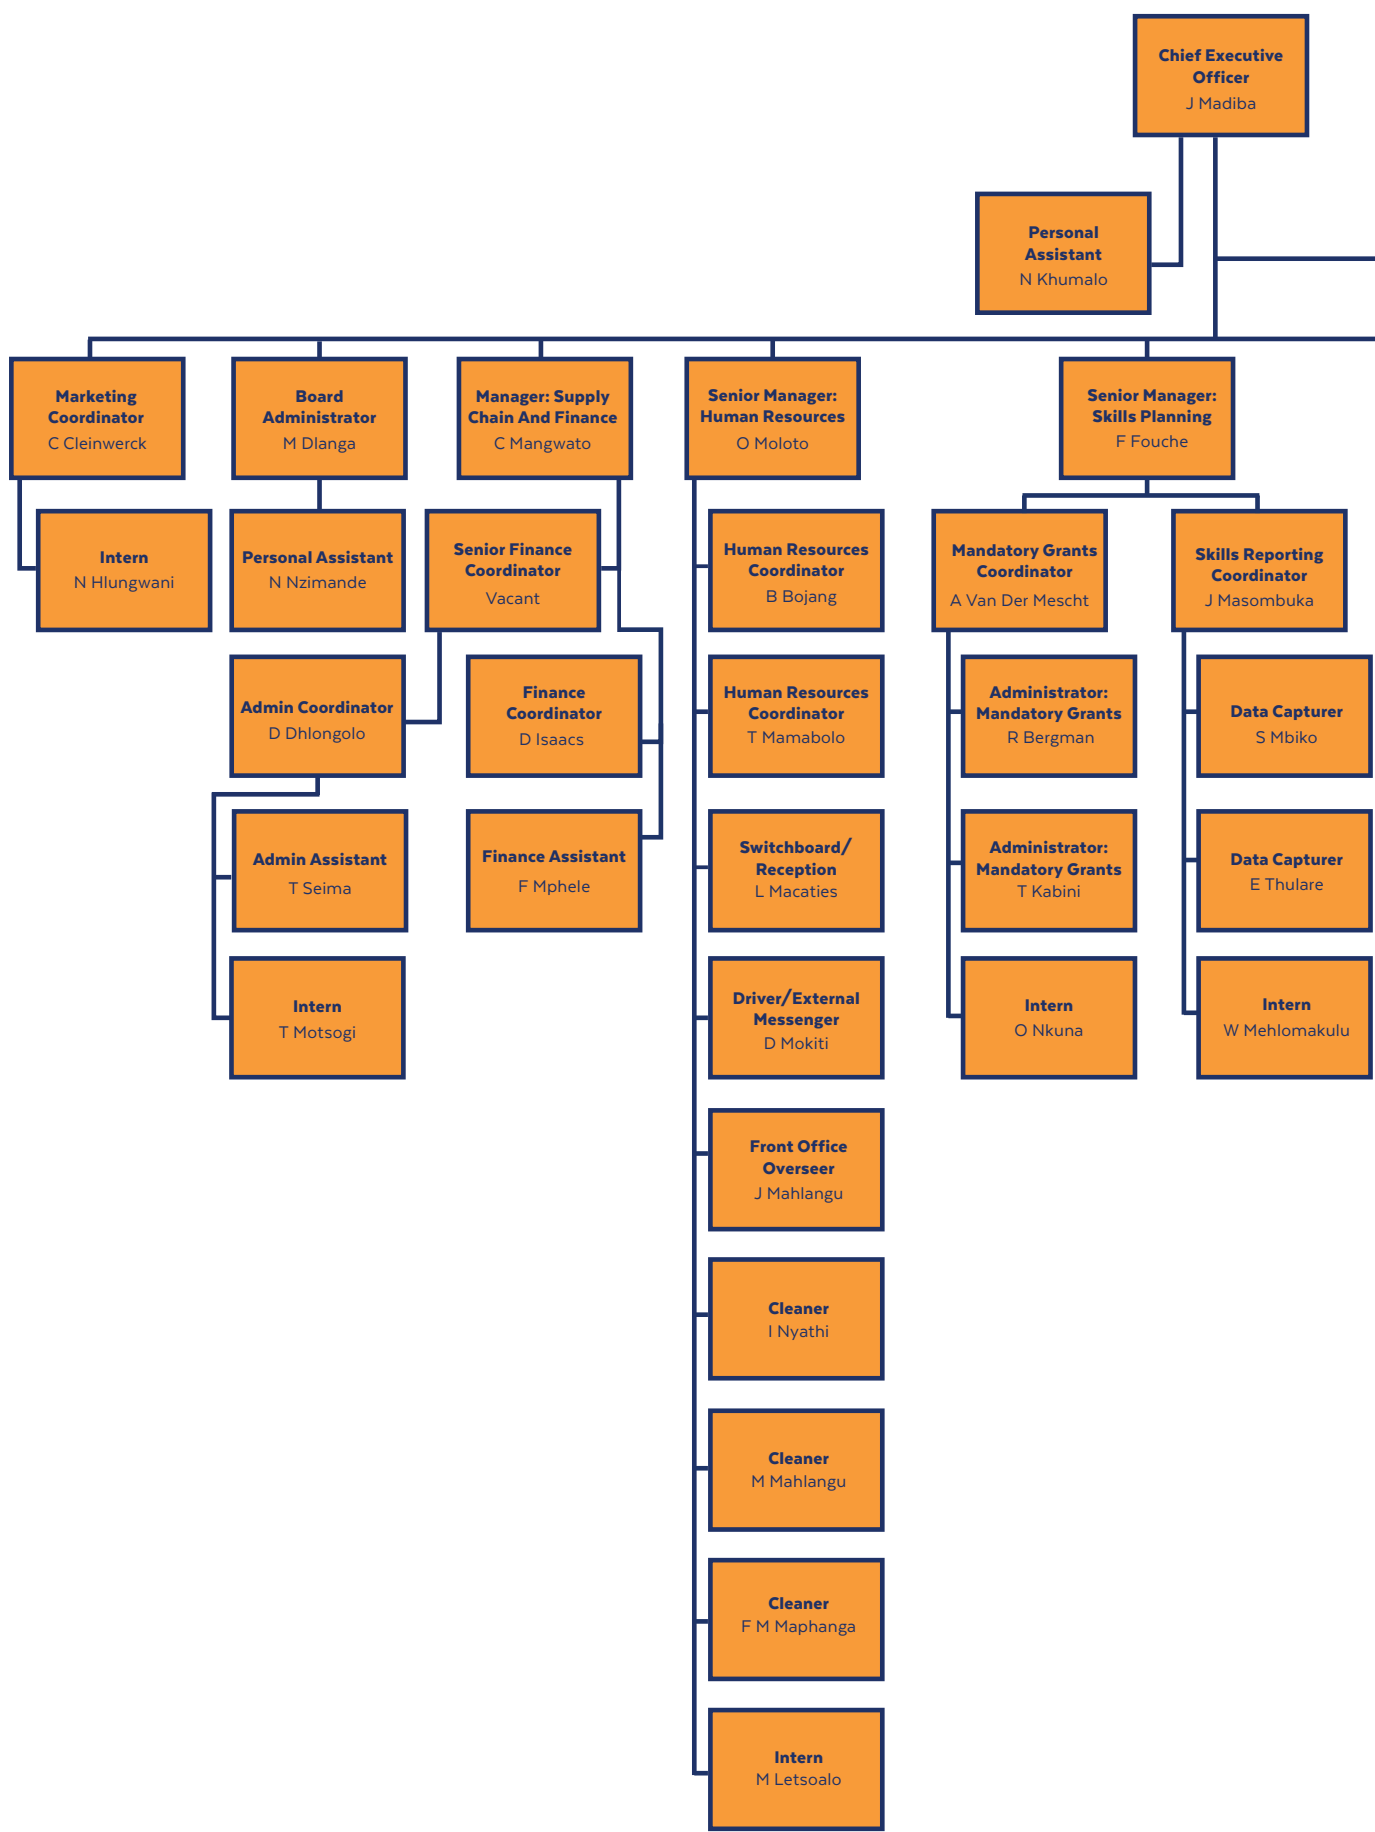 Chief Executive
Officer
J Madiba
Personal
Assistant
N Khumalo
Marketing
Coordinator
C Cleinwerck
Board
Administrator
M Dlanga
Manager: Supply
Chain And Finance
C Mangwato
Senior Manager:
Human Resources
O Moloto
Senior Manager:
Skills Planning
F Fouche
Intern
N Hlungwani
Personal Assistant
N Nzimande
Senior Finance
Coordinator
Vacant
Human Resources
Coordinator
B Bojang
Mandatory Grants
Coordinator
A Van Der Mescht
Skills Reporting
Coordinator
J Masombuka
Admin Coordinator
D Dhlongolo
Finance
Coordinator
D Isaacs
Human Resources
Coordinator
T Mamabolo
Administrator:
Mandatory Grants
R Bergman
Data Capturer
S Mbiko
Admin Assistant
T Seima
Finance Assistant
F Mphele
Switchboard/
Reception
L Macaties
Administrator:
Mandatory Grants
T Kabini
Data Capturer
E Thulare
Intern
T Motsogi
Driver/External
Messenger
D Mokiti
Intern
O Nkuna
Intern
W Mehlomakulu
Front Office
Overseer
J Mahlangu
Cleaner
I Nyathi
Cleaner
M Mahlangu
Cleaner
F M Maphanga
Intern
M Letsoalo